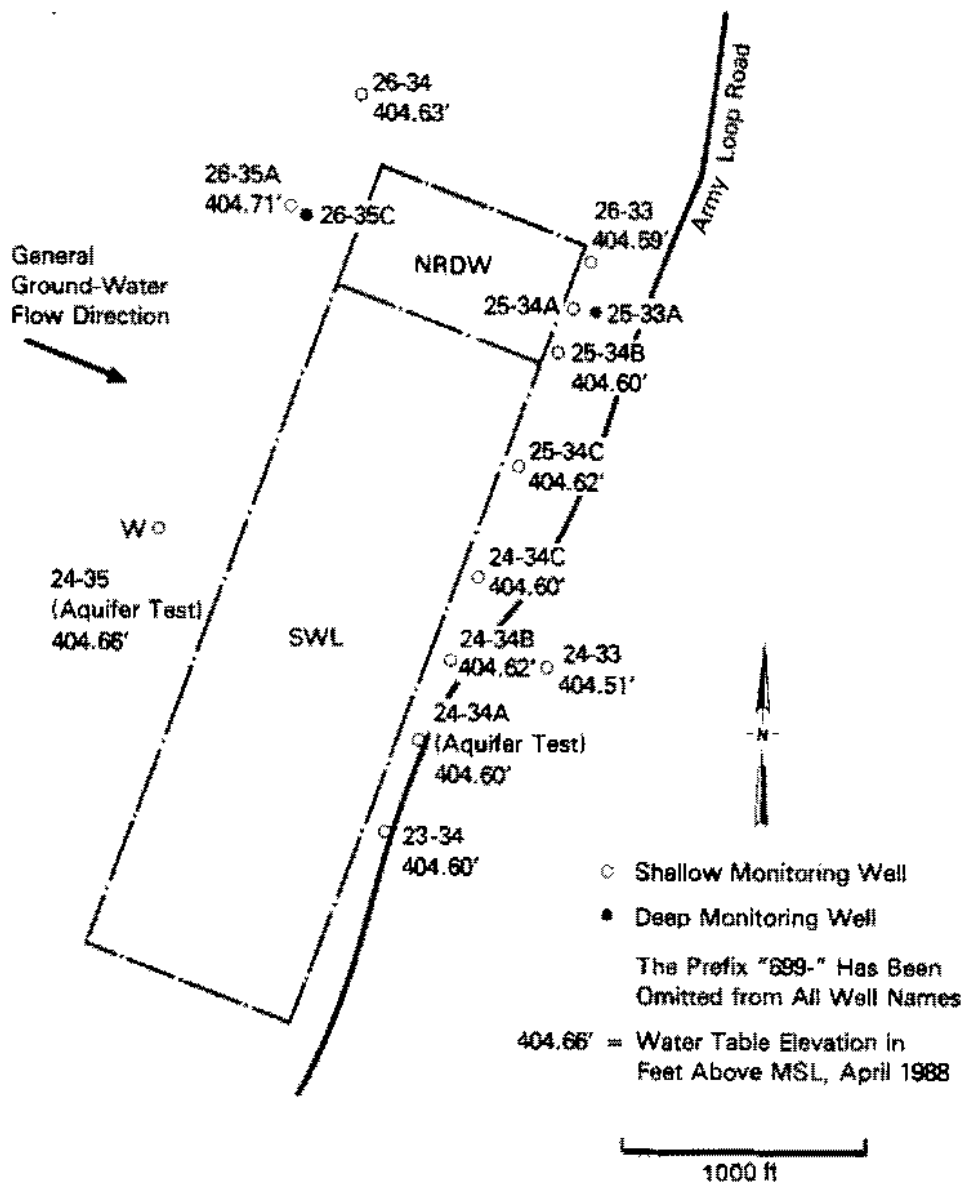 26-34
404.63'
Army Loop Road
26-35A
404.71'
26-35C
26-33
404.59'
General
Ground-Water
Flow Direction
NRDW
25-34A
25-33A
25-34B
404.60'
25-34C
404.62'
W
24-35
(Aquifer Test)
404.66'
24-34C
404.60'
SWL
24-34B
404.62'
24-33
404.51'
24-34A
(Aquifer Test)
404.60'
N
23-34
404.60'
Shallow Monitoring Well
Deep Monitoring Well
The Prefix "699-" Has Been
Omitted from All Well Names
404.66' = Water Table Elevation in
Feet Above MSL, April 1988
1000 ft